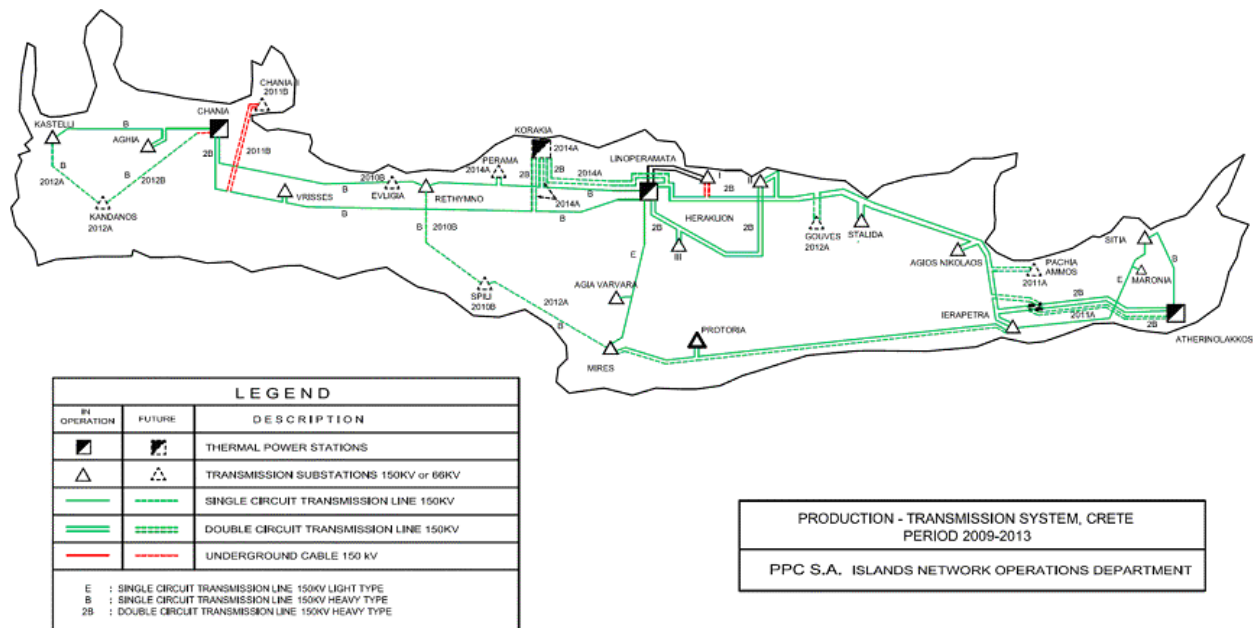 CHANIA II
2011B
CHANIA
KASTELLI
B
AGHIA
2B
2011B
B
2012A
B
2012B
KANDANOS
2012A
VRISSES
B
2010B
EVLIGIA
B
RETHYMNO
2010B
PERAMA
2014A
KORAKIA
2014A
2B
2B
2014A
B
2014A
B
LINOPERAMATA
I
2B
II
HERAKLION
2B
2B
III
E
GOUVES
2012A
STALIDA
AGIOS NIKOLAOS
PACHIA
AMMOS
2011A
SITIA
B
E
MARONIA
2B
2011A
2B
IERAPETRA
ATHERINOLAKKOS
SPILI
2010B
2012A
B
AGIA VARVARA
PROTORIA
MIRES
LEGEND
IN
OPERATION
FUTURE
DESCRIPTION
THERMAL POWER STATIONS
TRANSMISSION SUBSTATIONS 150KV or 66KV
SINGLE CIRCUIT TRANSMISSION LINE 150KV
DOUBLE CIRCUIT TRANSMISSION LINE 150KV
UNDERGROUND CABLE 150 kV
E : SINGLE CIRCUIT TRANSMISSION LINE 150KV LIGHT TYPE
B : SINGLE CIRCUIT TRANSMISSION LINE 150KV HEAVY TYPE
2B : DOUBLE CIRCUIT TRANSMISSION LINE 150KV HEAVY TYPE
PRODUCTION - TRANSMISSION SYSTEM, CRETE
PERIOD 2009-2013
PPC S.A. ISLANDS NETWORK OPERATIONS DEPARTMENT